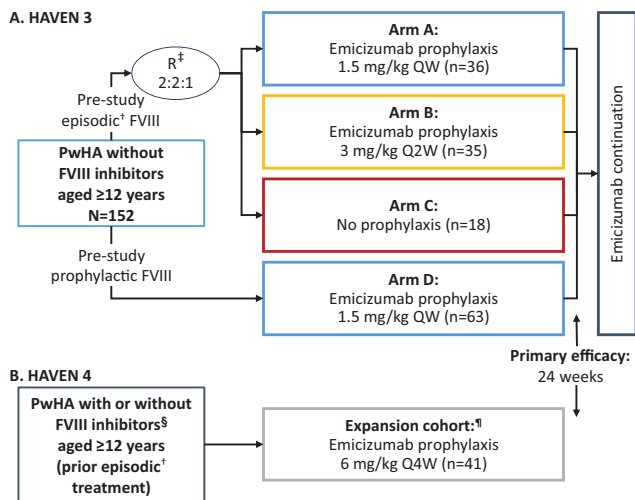 A. HAVEN 3
R‡
2:2:1
Pre-study
episodic† FVIII
PwHA without
FVIII inhibitors
aged ≥12 years
N=152
Pre-study
prophylactic FVIII
Arm A:
Emicizumab prophylaxis
1.5 mg/kg QW (n=36)
Arm B:
Emicizumab prophylaxis
3 mg/kg Q2W (n=35)
Arm C:
No prophylaxis (n=18)
Arm D:
Emicizumab prophylaxis
1.5 mg/kg QW (n=63)
Emicizumab continuation
Primary efficacy:
24 weeks
B. HAVEN 4
PwHA with or without
FVIII inhibitors§
aged ≥12 years
(prior episodic†
treatment)
Expansion cohort:¶
Emicizumab prophylaxis
6 mg/kg Q4W (n=41)